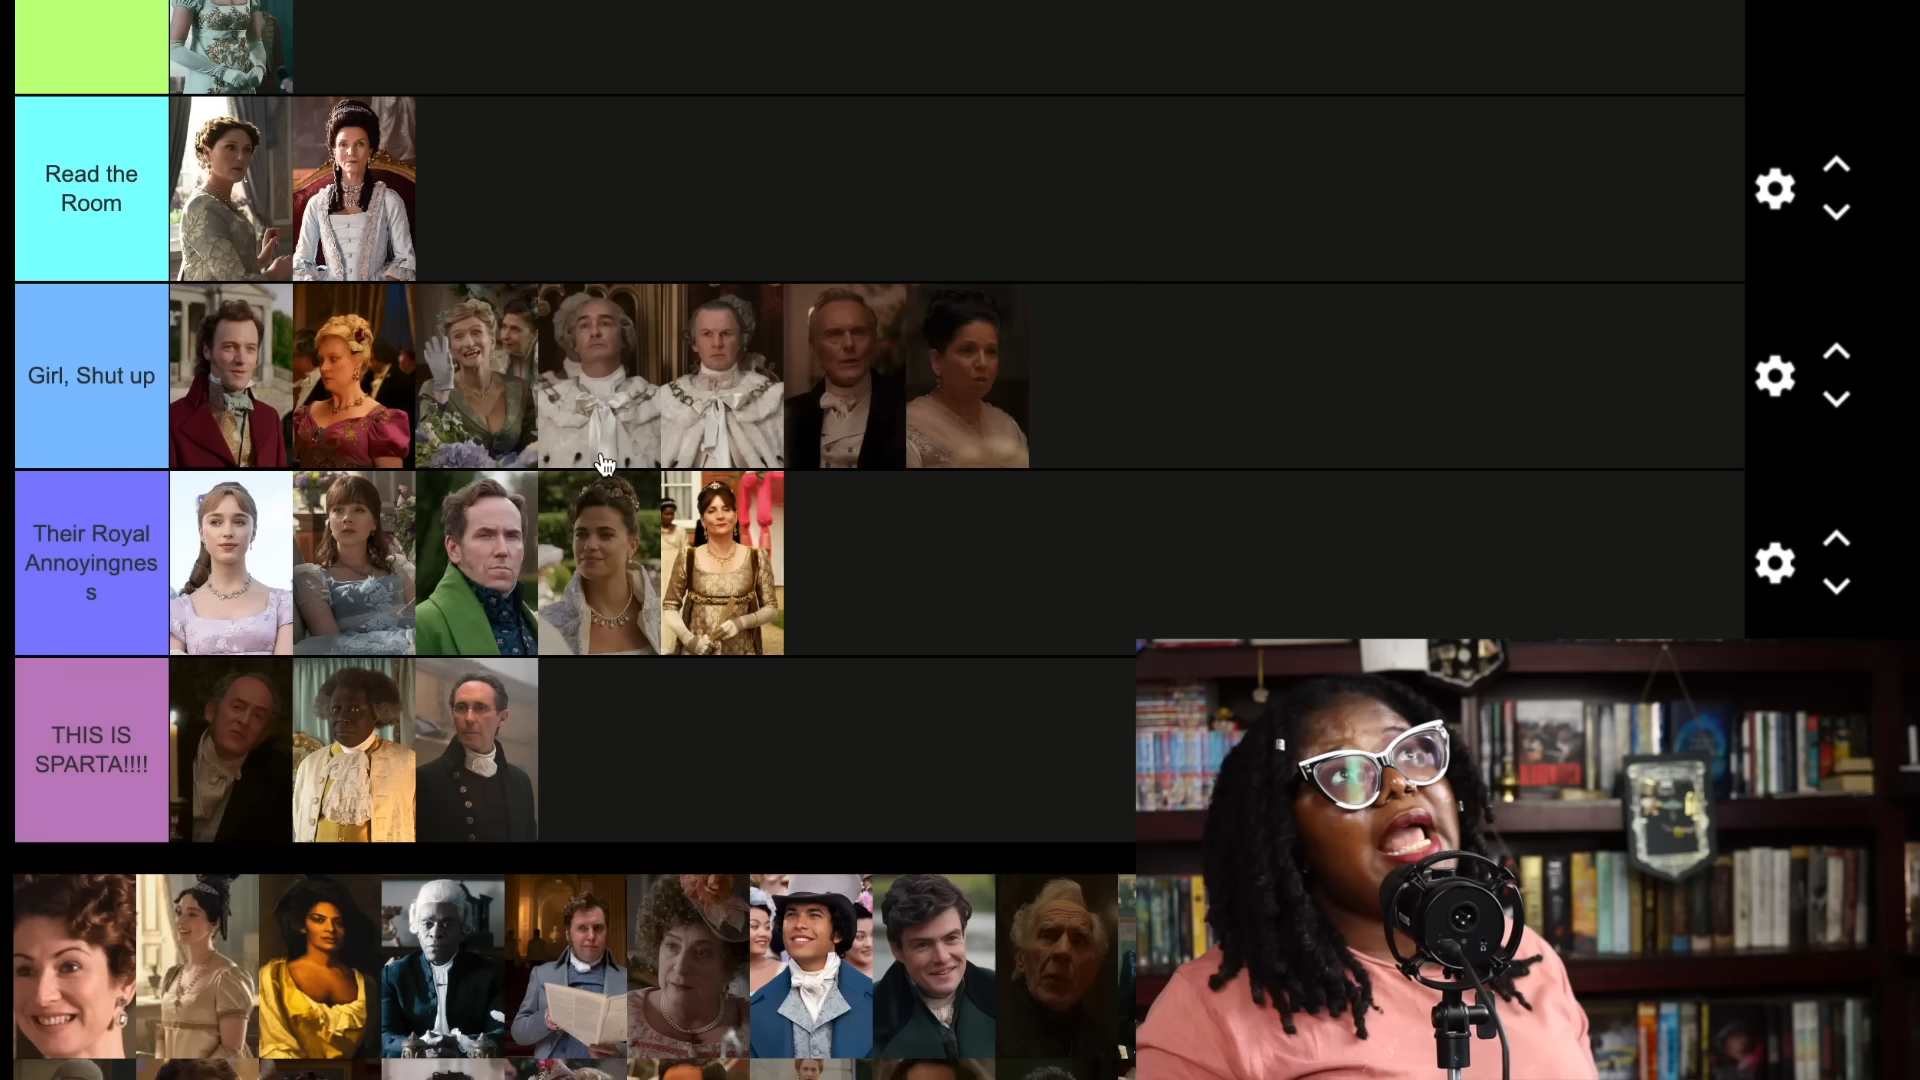 Read the
Room
Girl, Shut up
Their Royal
Annoyingnes
s
THIS IS
SPARTA!!!!